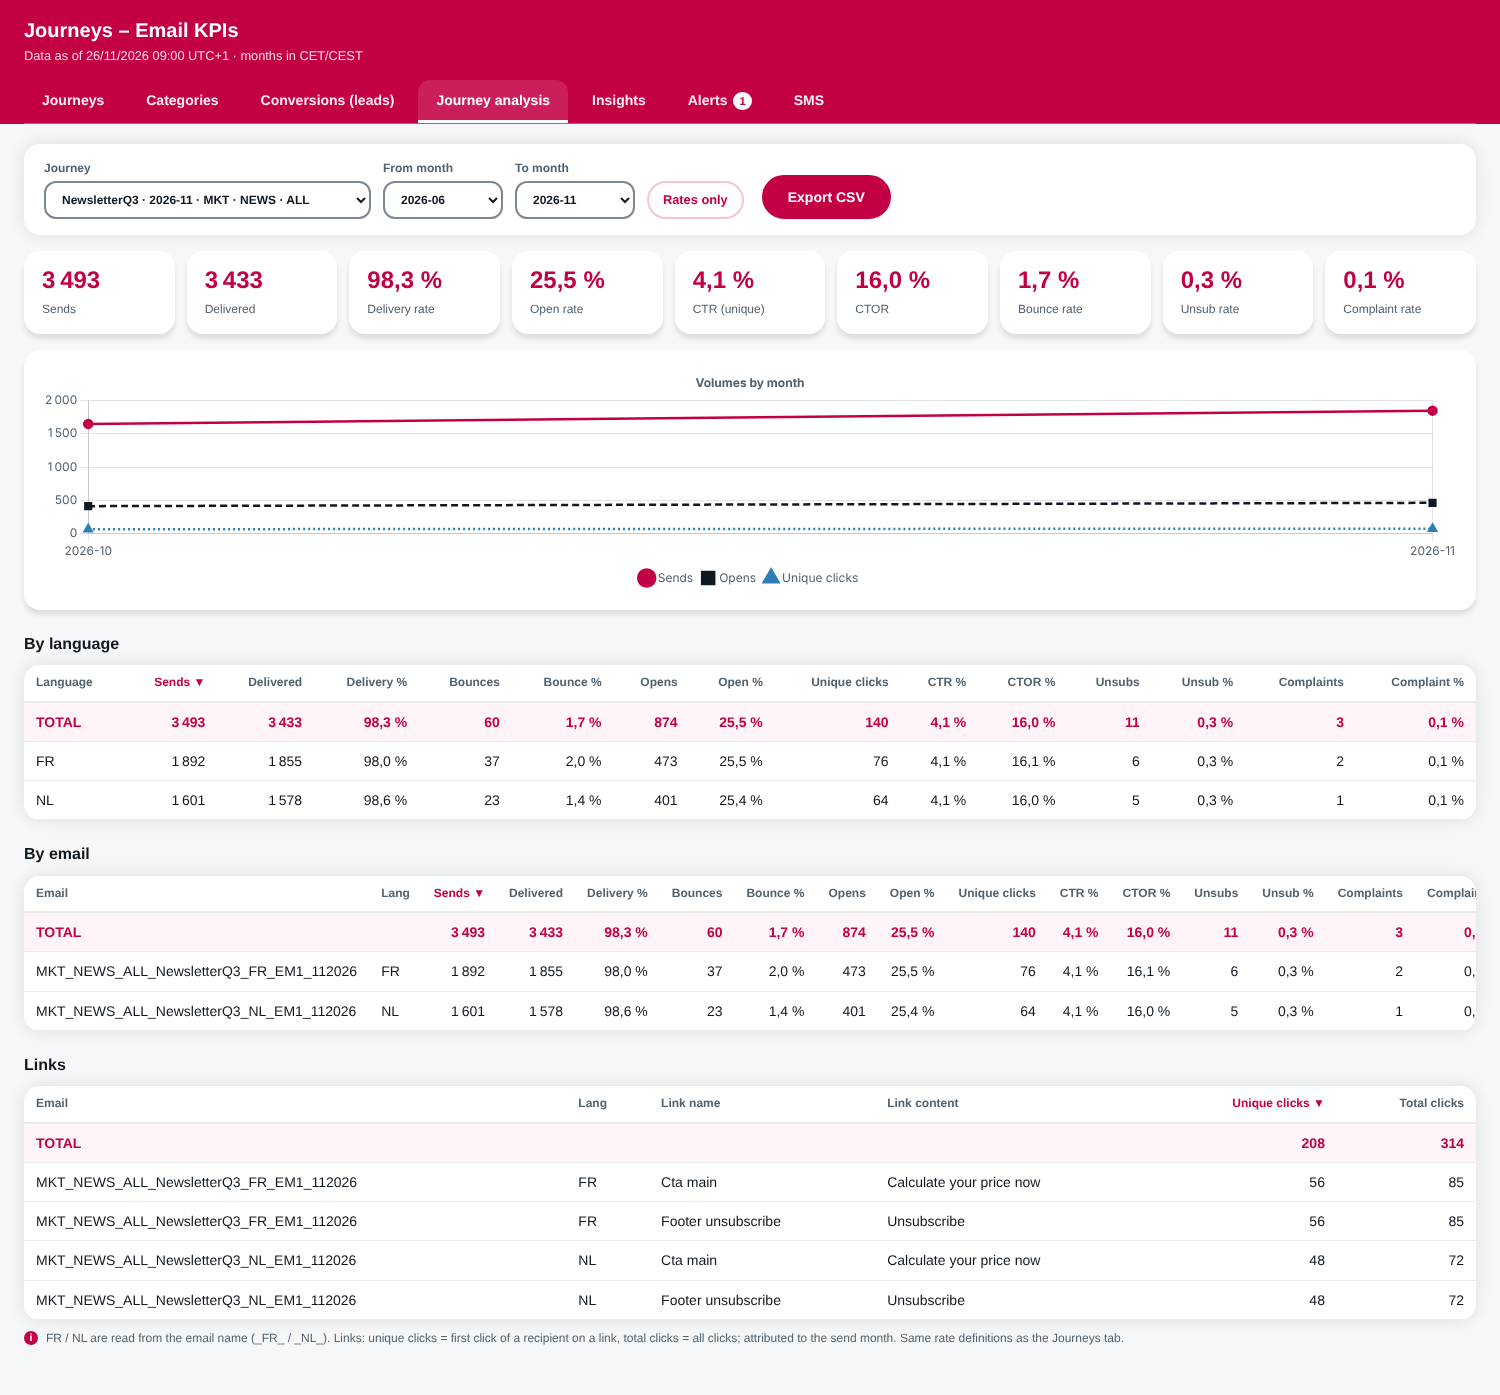 Journeys – Email KPIs
Data as of 26/11/2026 09:00 UTC+1 · months in CET/CEST
Journeys Categories Conversions (leads) Journey analysis Insights Alerts 1 SMS
Journey From month To month
NewsletterQ3 · 2026-11 · MKT · NEWS · ALL 2026-06 2026-11 Rates only Export CSV
3 493 3 433 98,3 % 25,5 % 4,1 % 16,0 % 1,7 % 0,3 % 0,1 %
Sends Delivered Delivery rate Open rate CTR (unique) CTOR Bounce rate Unsub rate Complaint rate
Volumes by month
2 000
1 500
1 000
500
0
2026-10 2026-11
Sends Opens Unique clicks
By language
Language Sends ▼ Delivered Delivery % Bounces Bounce % Opens Open % Unique clicks CTR % CTOR % Unsubs Unsub % Complaints Complaint %
TOTAL 3 493 3 433 98,3 % 60 1,7 % 874 25,5 % 140 4,1 % 16,0 % 11 0,3 % 3 0,1 %
FR 1 892 1 855 98,0 % 37 2,0 % 473 25,5 % 76 4,1 % 16,1 % 6 0,3 % 2 0,1 %
NL 1 601 1 578 98,6 % 23 1,4 % 401 25,4 % 64 4,1 % 16,0 % 5 0,3 % 1 0,1 %
By email
Email Lang Sends ▼ Delivered Delivery % Bounces Bounce % Opens Open % Unique clicks CTR % CTOR % Unsubs Unsub % Complaints Complai
TOTAL 3 493 3 433 98,3 % 60 1,7 % 874 25,5 % 140 4,1 % 16,0 % 11 0,3 % 3 0,
MKT_NEWS_ALL_NewsletterQ3_FR_EM1_112026 FR 1 892 1 855 98,0 % 37 2,0 % 473 25,5 % 76 4,1 % 16,1 % 6 0,3 % 2 0,
MKT_NEWS_ALL_NewsletterQ3_NL_EM1_112026 NL 1 601 1 578 98,6 % 23 1,4 % 401 25,4 % 64 4,1 % 16,0 % 5 0,3 % 1 0,
Links
Email Lang Link name Link content Unique clicks ▼ Total clicks
TOTAL 208 314
MKT_NEWS_ALL_NewsletterQ3_FR_EM1_112026 FR Cta main Calculate your price now 56 85
MKT_NEWS_ALL_NewsletterQ3_FR_EM1_112026 FR Footer unsubscribe Unsubscribe 56 85
MKT_NEWS_ALL_NewsletterQ3_NL_EM1_112026 NL Cta main Calculate your price now 48 72
MKT_NEWS_ALL_NewsletterQ3_NL_EM1_112026 NL Footer unsubscribe Unsubscribe 48 72
i FR / NL are read from the email name (_FR_ / _NL_). Links: unique clicks = first click of a recipient on a link, total clicks = all clicks; attributed to the send month. Same rate definitions as the Journeys tab.